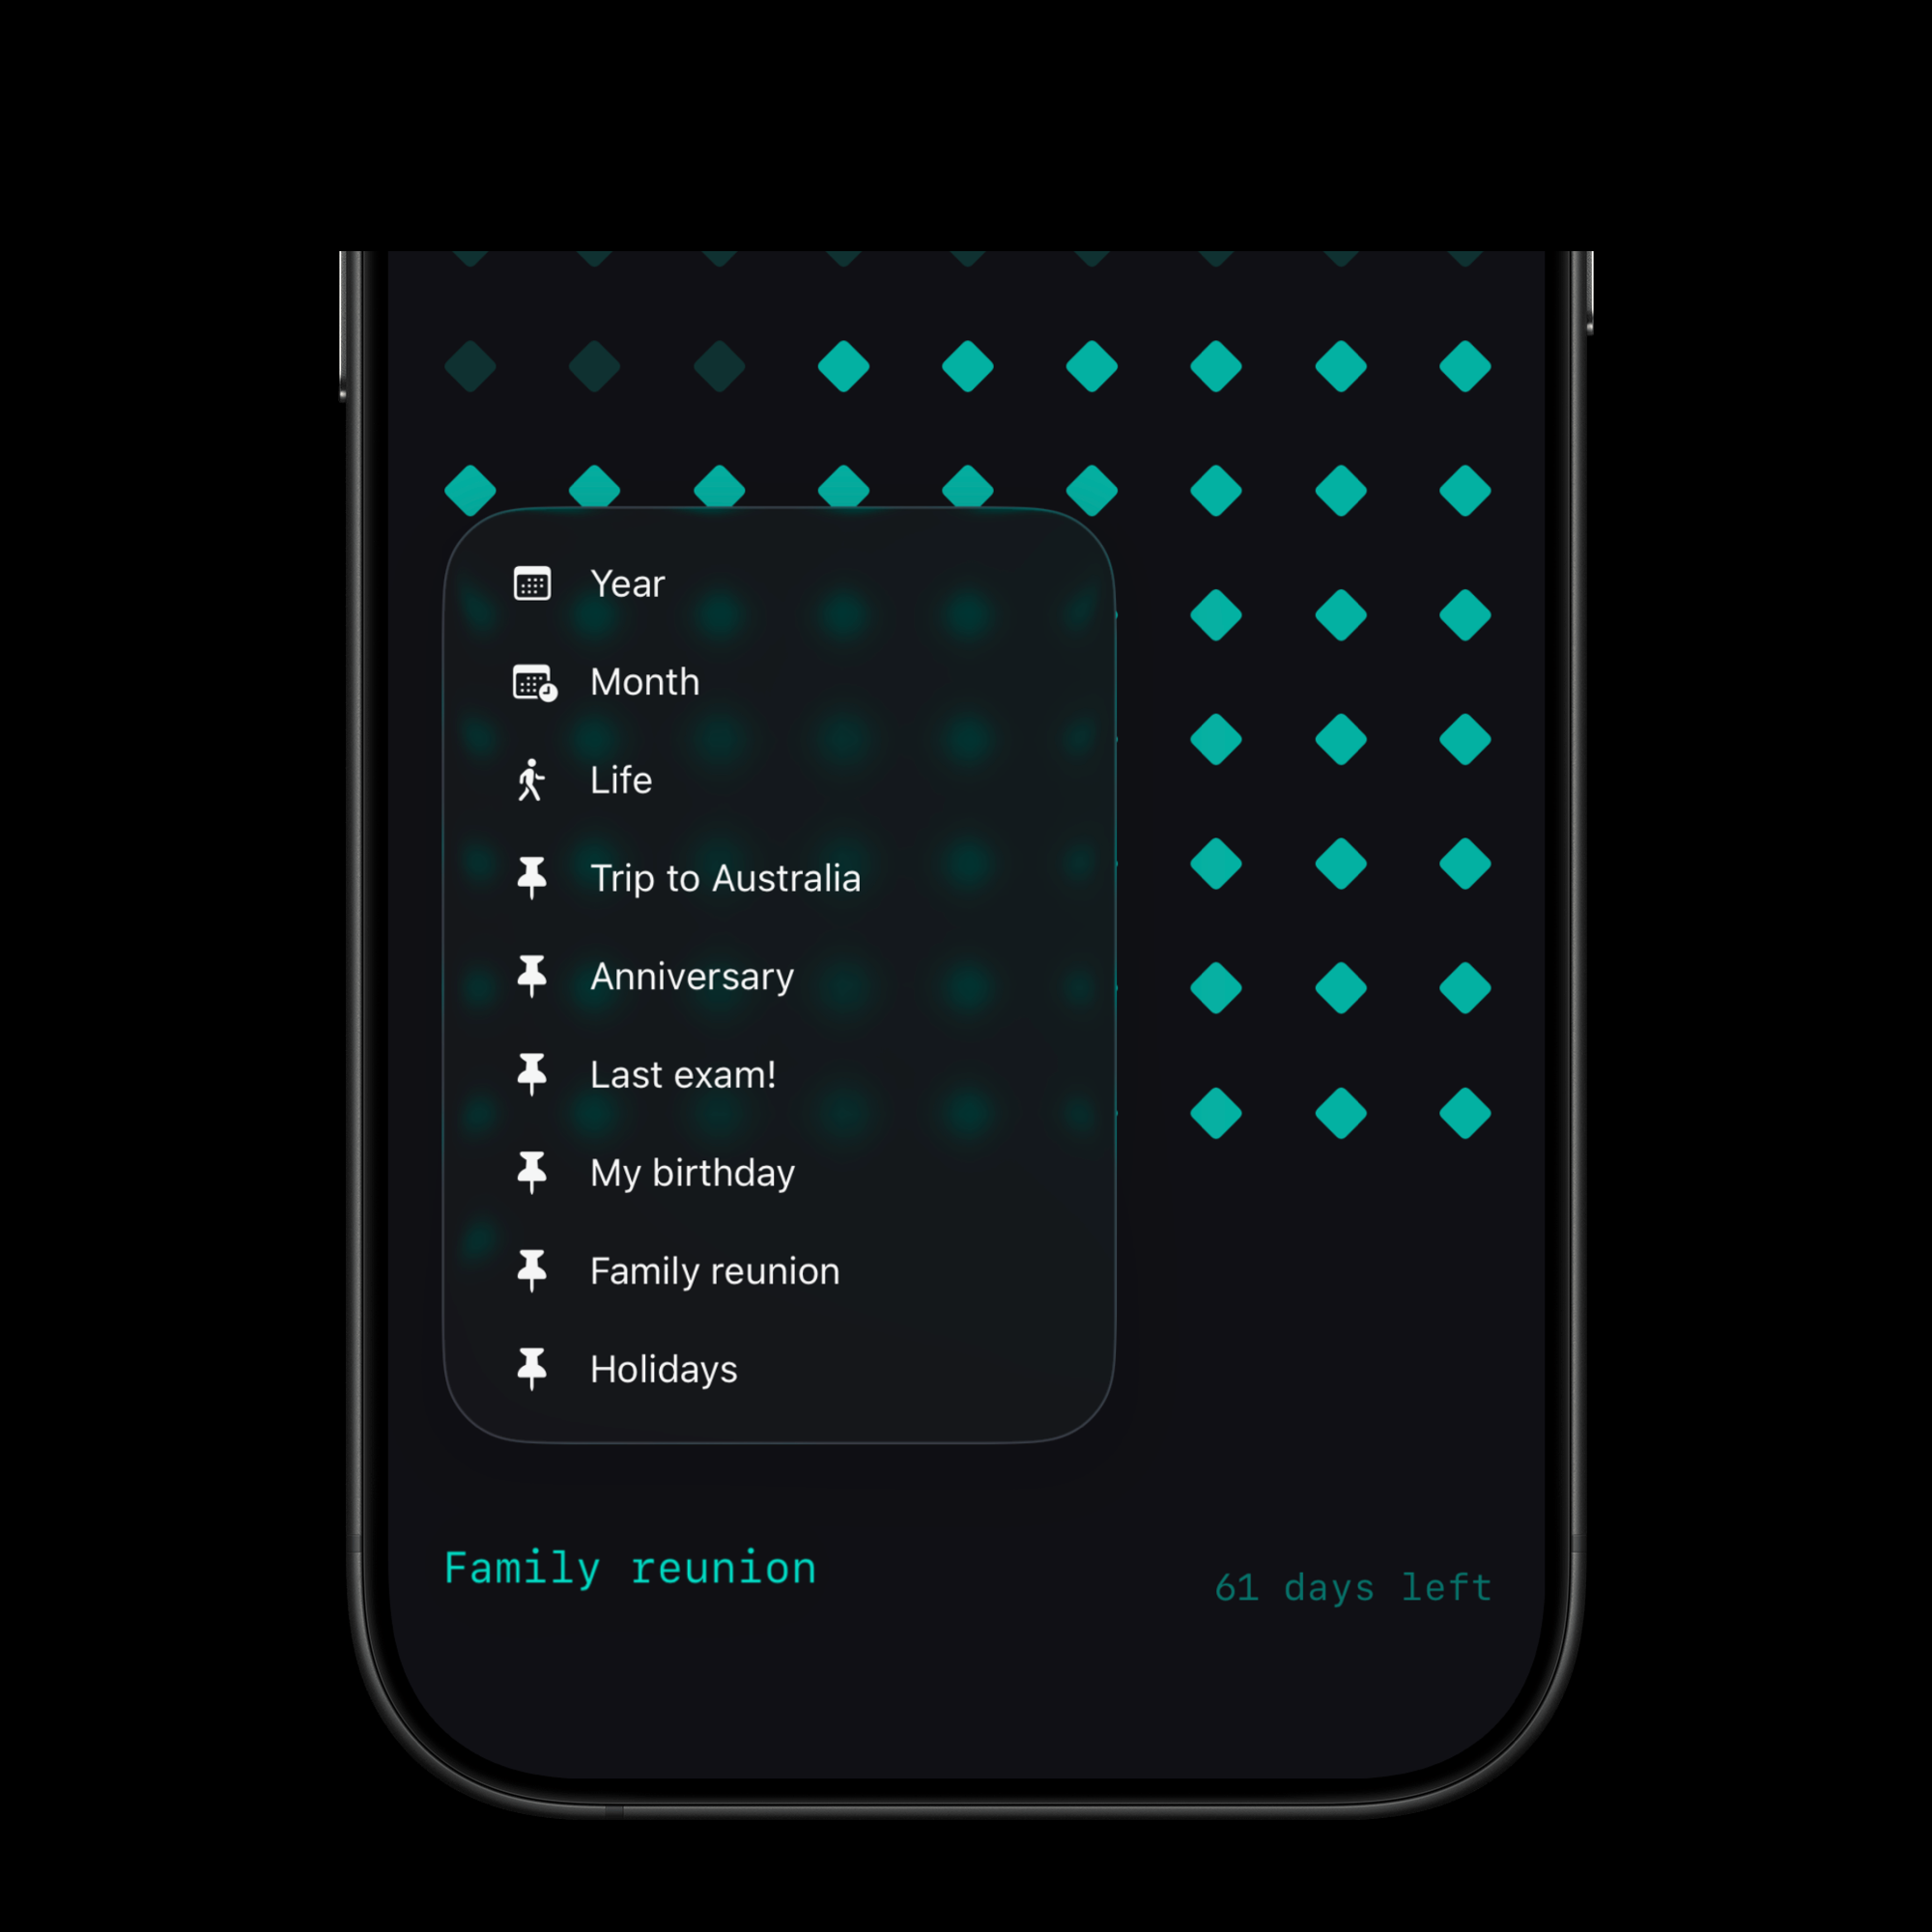 Year
Month
Life
Trip to Australia
Anniversary
Last exam!
My birthday
Family reunion
Holidays
Family reunion
61 days left